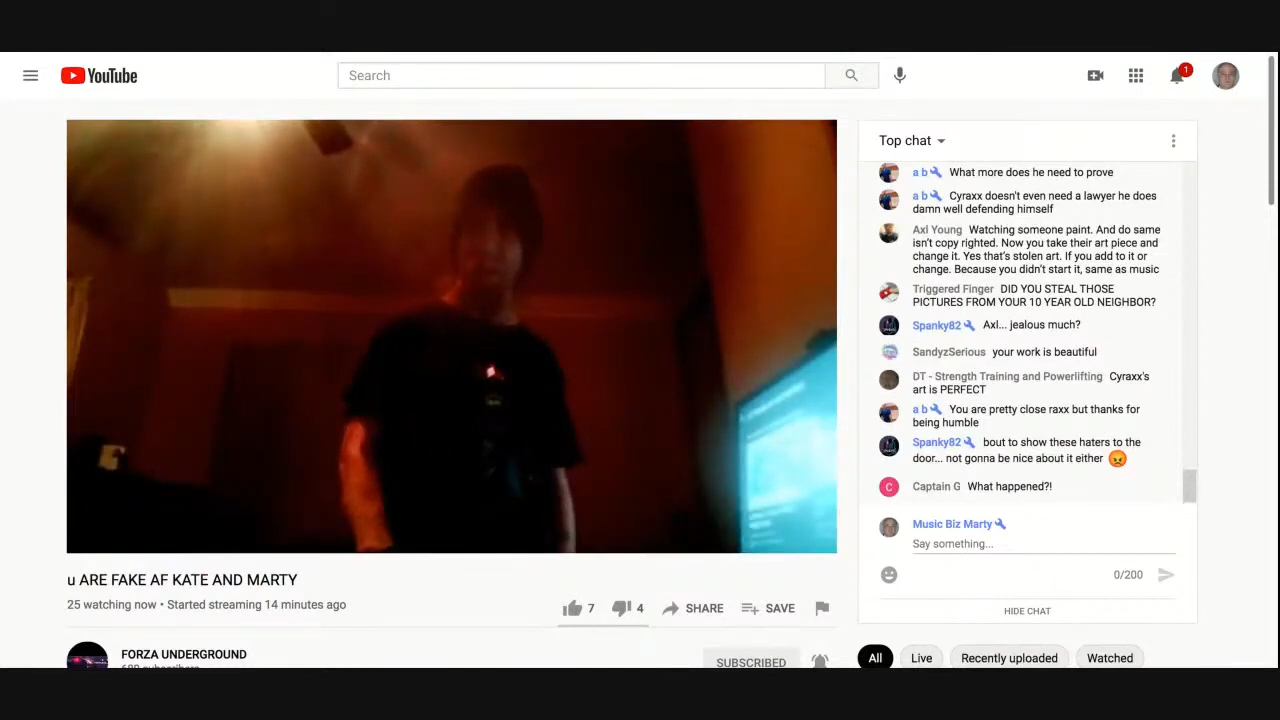 YouTube
Search
1
Top chat
a b What more does he need to prove
a b Cyraxx doesn't even need a lawyer he does
damn well defending himself
Axl Young Watching someone paint. And do same
isn't copy righted. Now you take their art piece and
change it. Yes that's stolen art. If you add to it or
change. Because you didn't start it, same as music
Triggered Finger DID YOU STEAL THOSE
PICTURES FROM YOUR 10 YEAR OLD NEIGHBOR?
Spanky82 Axl... jealous much?
SandyzSerious your work is beautiful
DT - Strength Training and Powerlifting Cyraxx's
art is PERFECT
a b You are pretty close raxx but thanks for
being humble
Spanky82 bout to show these haters to the
door... not gonna be nice about it either 😡
C Captain G What happened?!
Music Biz Marty
Say something...
0/200
HIDE CHAT
u ARE FAKE AF KATE AND MARTY
25 watching now • Started streaming 14 minutes ago
7 4 SHARE SAVE
FORZA UNDERGROUND
SUBSCRIBED
All Live Recently uploaded Watched